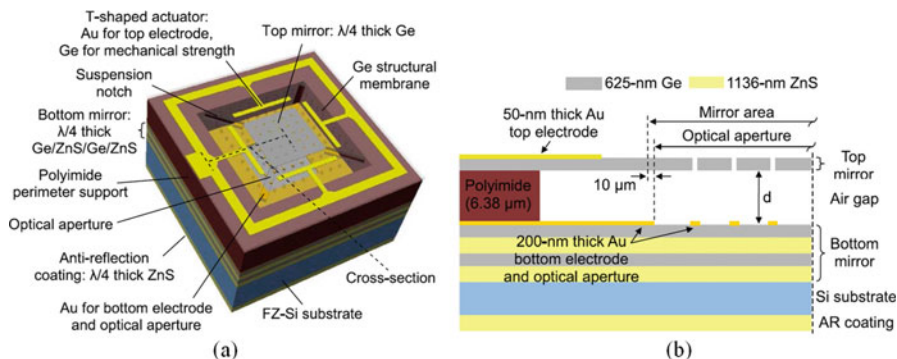 T-shaped actuator:
Au for top electrode,
Ge for mechanical strength
Top mirror: λ/4 thick Ge
Suspension
notch
Ge structural
membrane
Bottom mirror:
λ/4 thick
Ge/ZnS/Ge/ZnS
Polyimide
perimeter support
Optical aperture
Anti-reflection
coating: λ/4 thick ZnS
Cross-section
Au for bottom electrode
and optical aperture
FZ-Si substrate
(a)
625-nm Ge
1136-nm ZnS
50-nm thick Au
top electrode
Mirror area
Optical aperture
Top
mirror
Polyimide
(6.38 μm)
10 μm
d
Air gap
200-nm thick Au
bottom electrode
and optical aperture
Bottom
mirror
Si substrate
AR coating
(b)